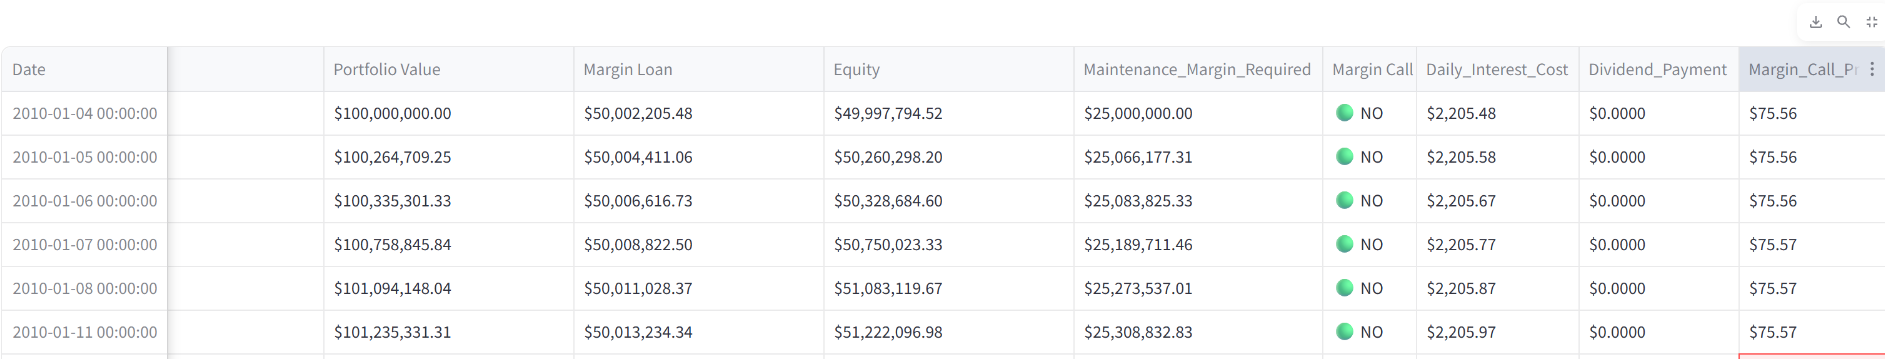 Date Portfolio Value Margin Loan Equity Maintenance_Margin_Required Margin Call Daily_Interest_Cost Dividend_Payment Margin_Call_Pr
2010-01-04 00:00:00 $100,000,000.00 $50,002,205.48 $49,997,794.52 $25,000,000.00 NO $2,205.48 $0.0000 $75.56
2010-01-05 00:00:00 $100,264,709.25 $50,004,411.06 $50,260,298.20 $25,066,177.31 NO $2,205.58 $0.0000 $75.56
2010-01-06 00:00:00 $100,335,301.33 $50,006,616.73 $50,328,684.60 $25,083,825.33 NO $2,205.67 $0.0000 $75.56
2010-01-07 00:00:00 $100,758,845.84 $50,008,822.50 $50,750,023.33 $25,189,711.46 NO $2,205.77 $0.0000 $75.57
2010-01-08 00:00:00 $101,094,148.04 $50,011,028.37 $51,083,119.67 $25,273,537.01 NO $2,205.87 $0.0000 $75.57
2010-01-11 00:00:00 $101,235,331.31 $50,013,234.34 $51,222,096.98 $25,308,832.83 NO $2,205.97 $0.0000 $75.57